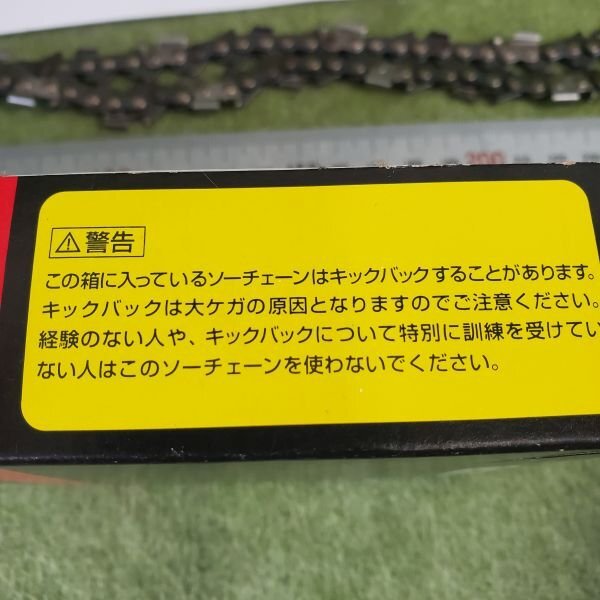 ⚠警告
この箱に入っているソーチェーンはキックバックすることがあります。
キックバックは大ケガの原因となりますのでご注意ください。
経験のない人や、キックバックについて特別に訓練を受けてい
ない人はこのソーチェーンを使わないでください。